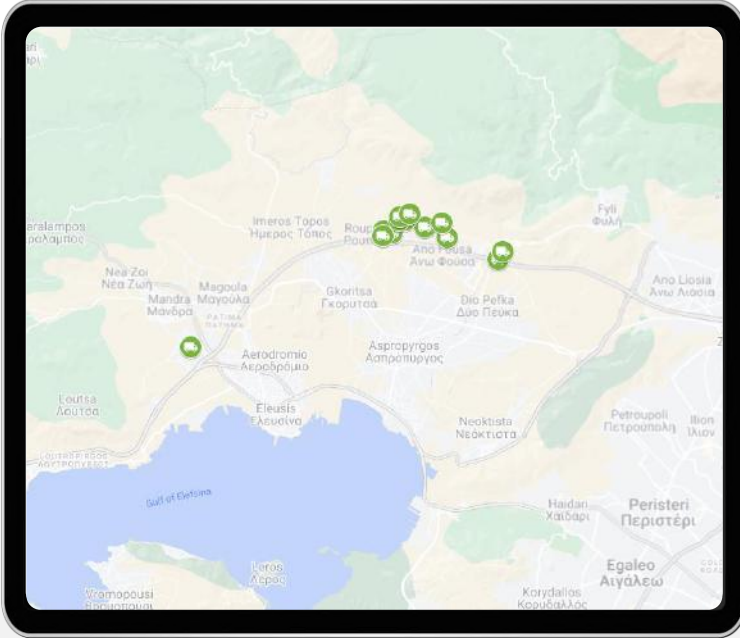 Fyli
Φυλή
Imeros Topos
Ήμερος Τόπος
Ano Fousa
Άνω Φούσα
Nea Zoi
Νέα Ζωή
Magoula
Μαγούλα
Mandra
Μάνδρα
Gkoritsa
Γκορυτσά
Dio Pefka
Δύο Πεύκα
Ano Liosia
Άνω Λιόσια
Aerodromio
Αεροδρόμιο
Aspropyrgos
Ασπρόπυργος
Loutsa
Λούτσα
Eleusis
Ελευσίνα
Neoktista
Νεόκτιστα
Petroupoli
Πετρούπολη
Ilion
Ίλιον
Gulf of Elefsina
Haidari
Χαϊδάρι
Peristeri
Περιστέρι
Leros
Λέρος
Egaleo
Αιγάλεω
Vromopousi
Korydallos
Κορυδαλλός